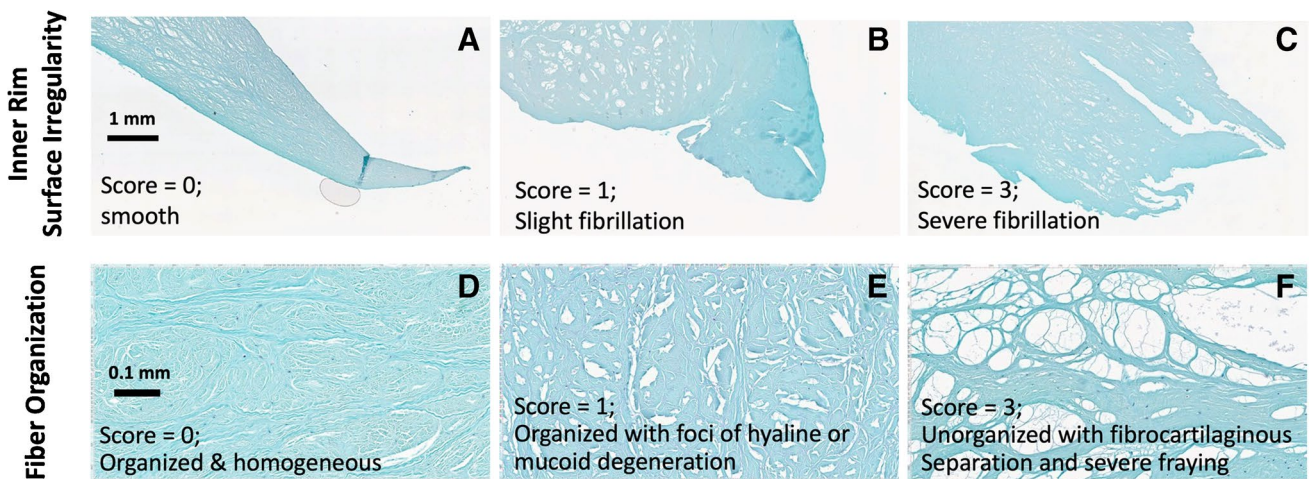 Inner Rim
Surface Irregularity
A
1 mm
Score = 0;
smooth
B
Score = 1;
Slight fibrillation
C
Score = 3;
Severe fibrillation
Fiber Organization
D
0.1 mm
Score = 0;
Organized & homogeneous
E
Score = 1;
Organized with foci of hyaline or
mucoid degeneration
F
Score = 3;
Unorganized with fibrocartilaginous
Separation and severe fraying